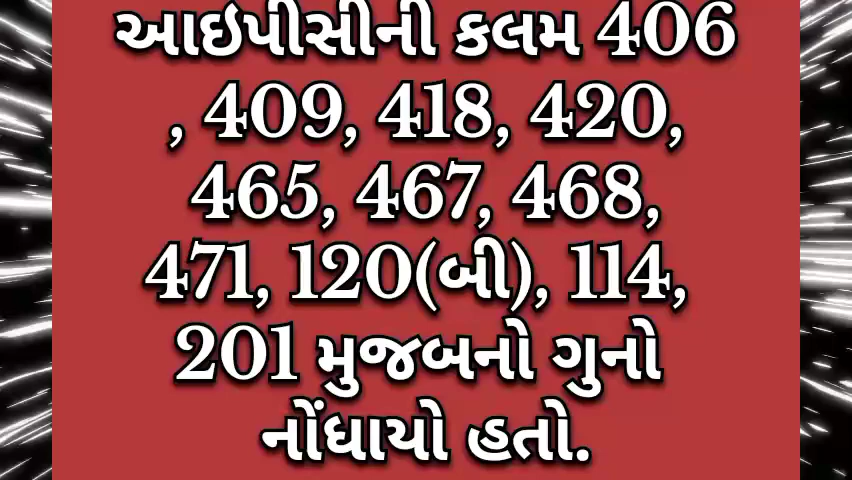 આઇપીસીની કલમ 406
, 409, 418, 420,
465, 467, 468,
471, 120(બી), 114,
201 મુજબનો ગુનો
નોંધાયો હતો.